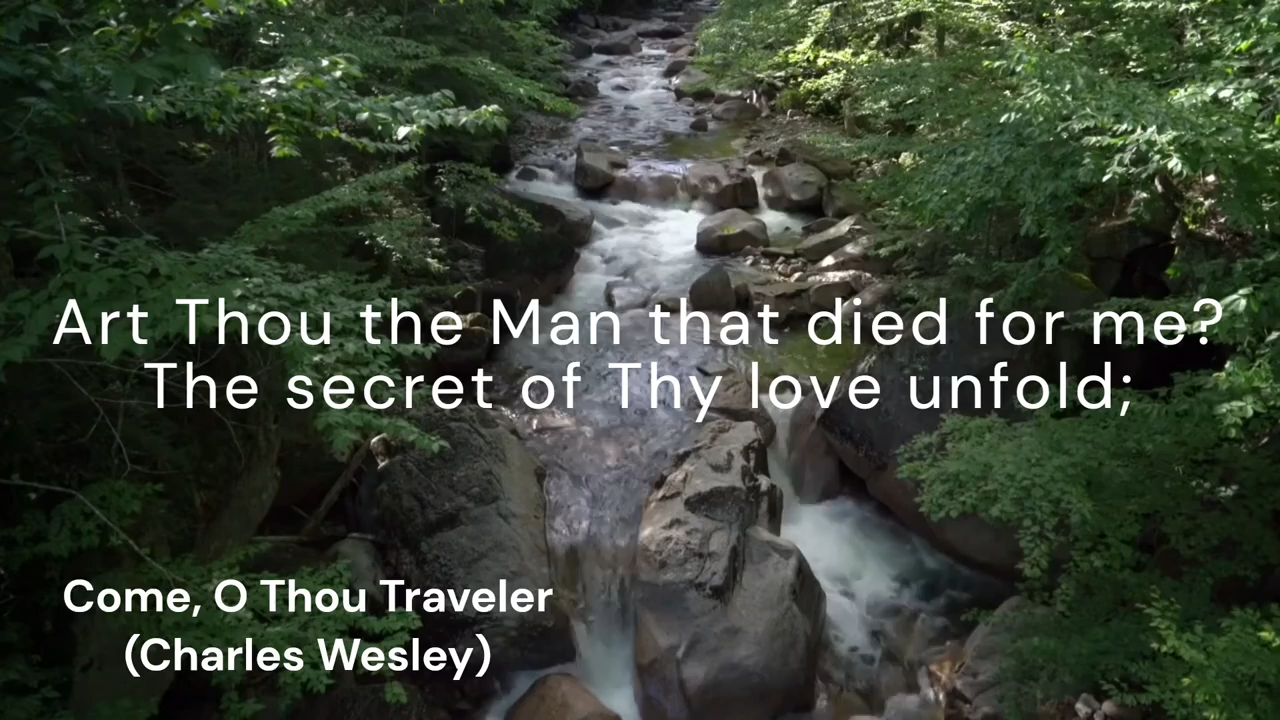 Art Thou the Man that died for me?
The secret of Thy love unfold;
Come, O Thou Traveler
(Charles Wesley)